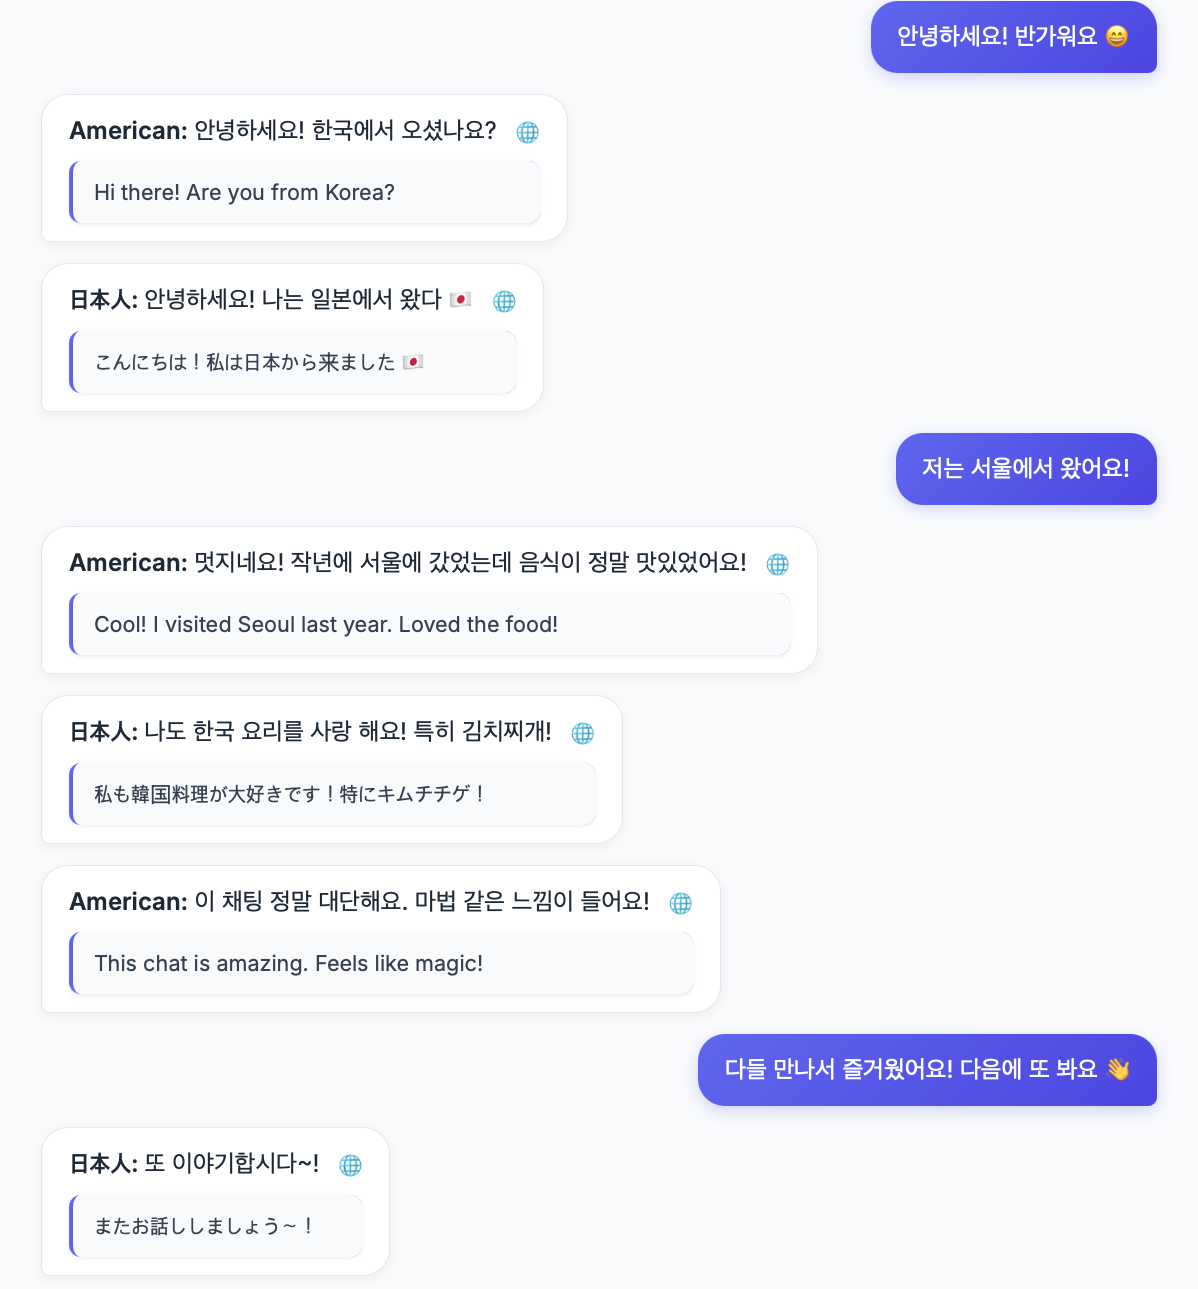 안녕하세요! 반가워요 😄
American: 안녕하세요! 한국에서 오셨나요? 🌐
Hi there! Are you from Korea?
日本人: 안녕하세요! 나는 일본에서 왔다 🇯🇵 🌐
こんにちは！私は日本から来ました 🇯🇵
저는 서울에서 왔어요!
American: 멋지네요! 작년에 서울에 갔었는데 음식이 정말 맛있었어요! 🌐
Cool! I visited Seoul last year. Loved the food!
日本人: 나도 한국 요리를 사랑 해요! 특히 김치찌개! 🌐
私も韓国料理が大好きです！特にキムチチゲ！
American: 이 채팅 정말 대단해요. 마법 같은 느낌이 들어요! 🌐
This chat is amazing. Feels like magic!
다들 만나서 즐거웠어요! 다음에 또 봐요 👋
日本人: 또 이야기합시다~! 🌐
またお話ししましょう～！